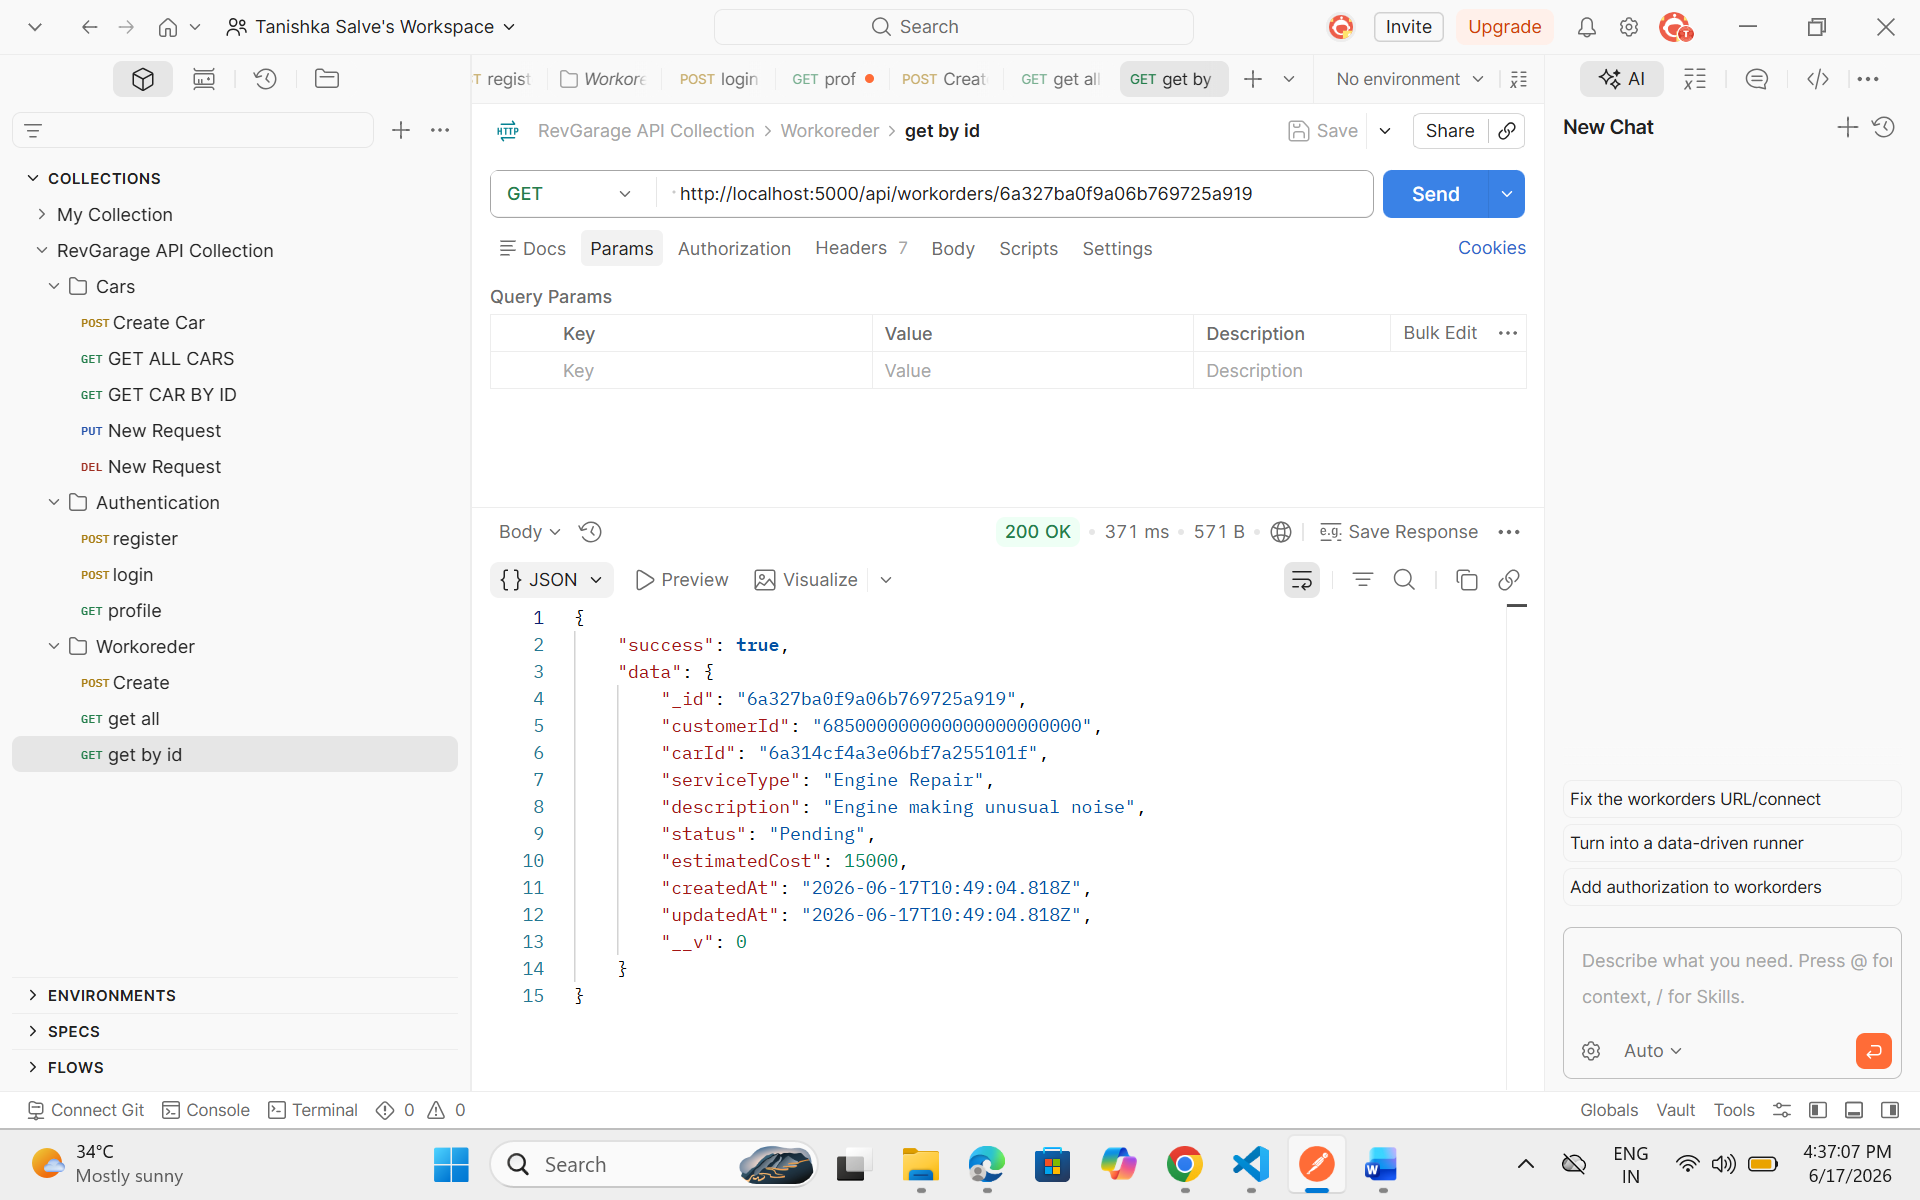 Tanishka Salve's Workspace
Search
Invite
Upgrade
T
T regist
Workore
POST login
GET prof
POST Creat
GET get all
GET get by
No environment
AI
HTTP RevGarage API Collection > Workoreder > get by id
Save
Share
New Chat
COLLECTIONS
My Collection
RevGarage API Collection
Cars
POST Create Car
GET GET ALL CARS
GET GET CAR BY ID
PUT New Request
DEL New Request
Authentication
POST register
POST login
GET profile
Workoreder
POST Create
GET get all
GET get by id
ENVIRONMENTS
SPECS
FLOWS
GET
http://localhost:5000/api/workorders/6a327ba0f9a06b769725a919
Send
Docs Params Authorization Headers 7 Body Scripts Settings
Cookies
Query Params
Key Value Description Bulk Edit
Key Value Description
Body
200 OK • 371 ms • 571 B
e.g. Save Response
{} JSON
Preview
Visualize
1 {
2 "success": true,
3 "data": {
4 "_id": "6a327ba0f9a06b769725a919",
5 "customerId": "685000000000000000000000",
6 "carId": "6a314cf4a3e06bf7a255101f",
7 "serviceType": "Engine Repair",
8 "description": "Engine making unusual noise",
9 "status": "Pending",
10 "estimatedCost": 15000,
11 "createdAt": "2026-06-17T10:49:04.818Z",
12 "updatedAt": "2026-06-17T10:49:04.818Z",
13 "__v": 0
14 }
15 }
Fix the workorders URL/connect
Turn into a data-driven runner
Add authorization to workorders
Describe what you need. Press @ for
context, / for Skills.
Auto
Connect Git
Console
Terminal
0
0
Globals
Vault
Tools
34°C
Mostly sunny
Search
W
ENG
IN
4:37:07 PM
6/17/2026